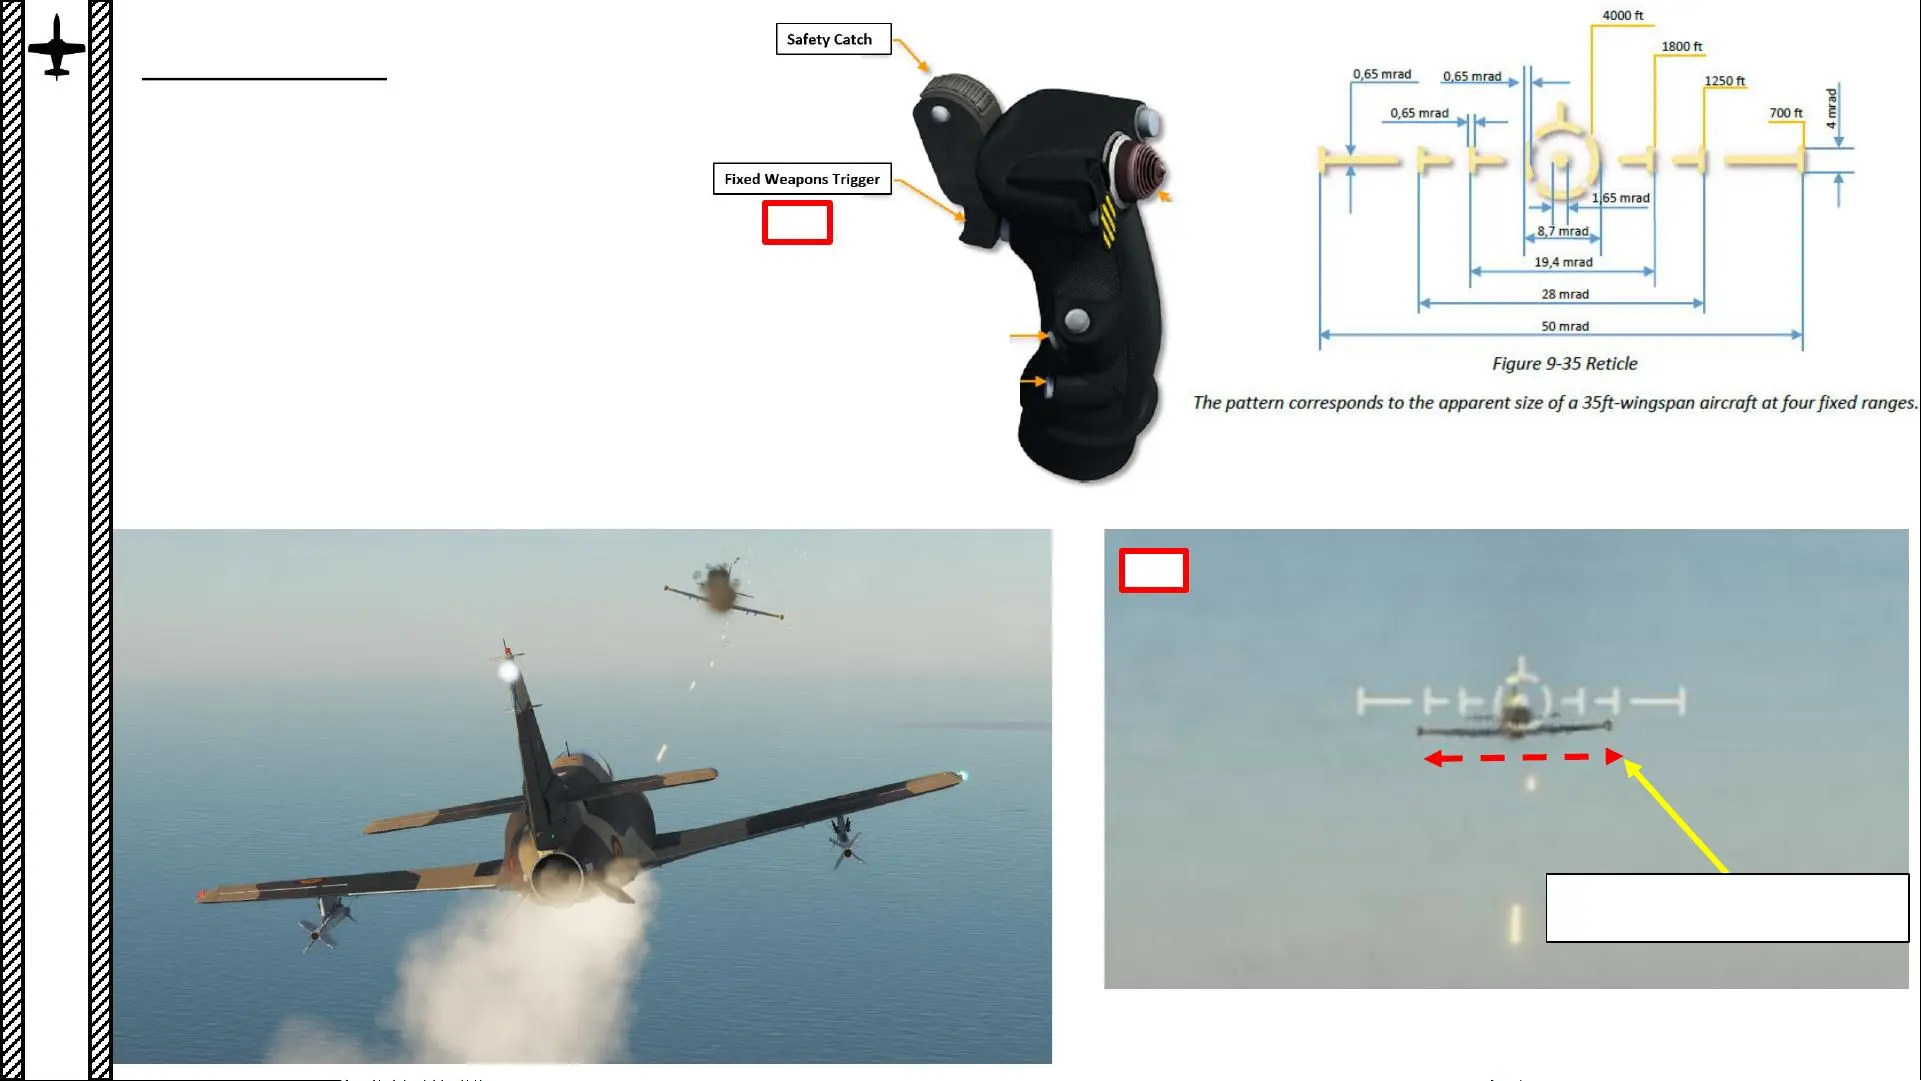 Safety Catch
Fixed Weapons Trigger
4000 ft
1800 ft
0,65 mrad
0,65 mrad
1250 ft
0,65 mrad
700 ft
4 mrad
1,65 mrad
8,7 mrad
19,4 mrad
28 mrad
50 mrad
Figure 9-35 Reticle
The pattern corresponds to the apparent size of a 35ft-wingspan aircraft at four fixed ranges.